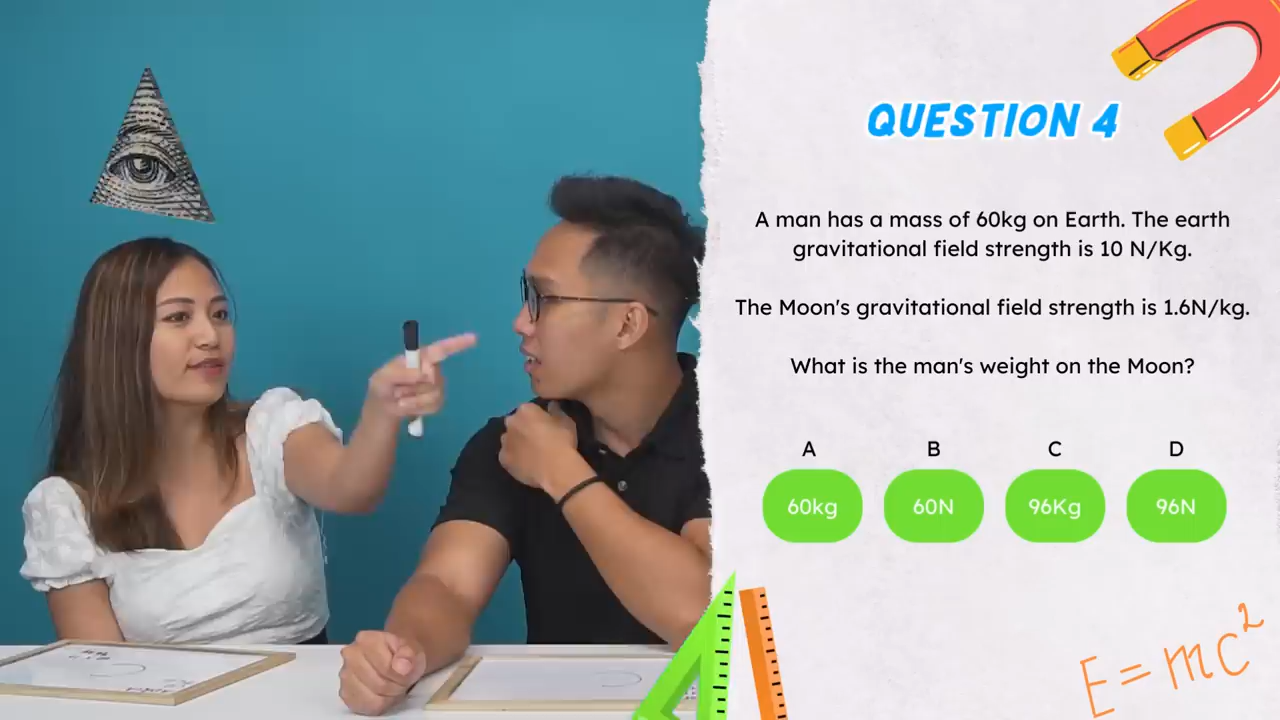 QUESTION 4
A man has a mass of 60kg on Earth. The earth
gravitational field strength is 10 N/Kg.
The Moon's gravitational field strength is 1.6N/kg.
What is the man's weight on the Moon?
A B C D
60kg 60N 96Kg 96N
E=mc²